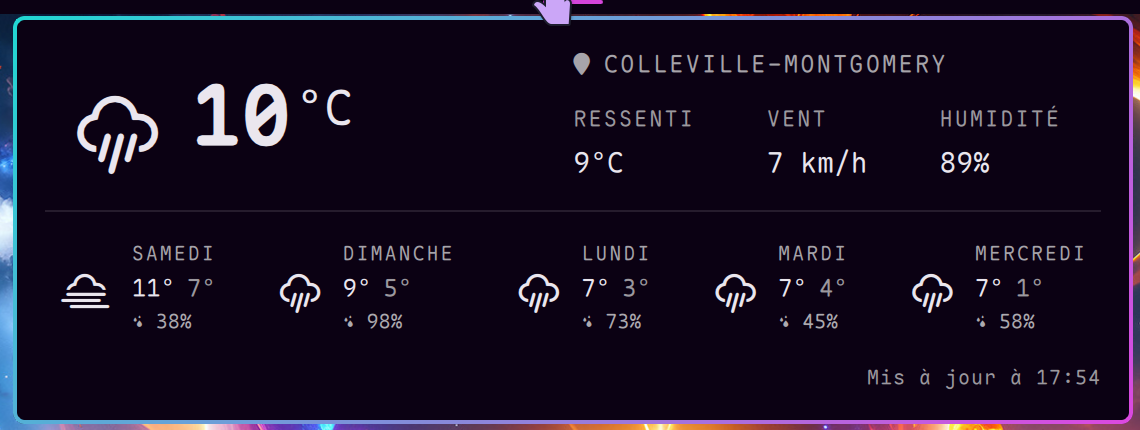 10°C
COLLEVILLE-MONTGOMERY
RESSENTI VENT HUMIDITÉ
9°C 7 km/h 89%
SAMEDI DIMANCHE LUNDI MARDI MERCREDI
11° 7° 9° 5° 7° 3° 7° 4° 7° 1°
38% 98% 73% 45% 58%
Mis à jour à 17:54